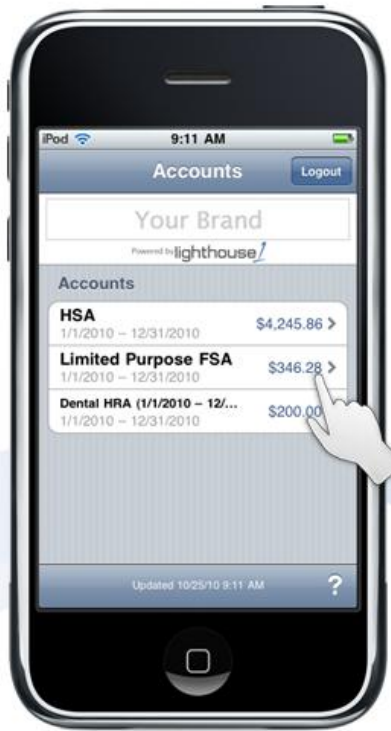 iPod 9:11 AM
Accounts Logout
Your Brand
Powered by lighthouse1
Accounts
HSA
1/1/2010 – 12/31/2010 $4,245.86
Limited Purpose FSA
1/1/2010 – 12/31/2010 $346.28
Dental HRA (1/1/2010 – 12/...
1/1/2010 – 12/31/2010 $200.00
Updated 10/25/10 9:11 AM ?